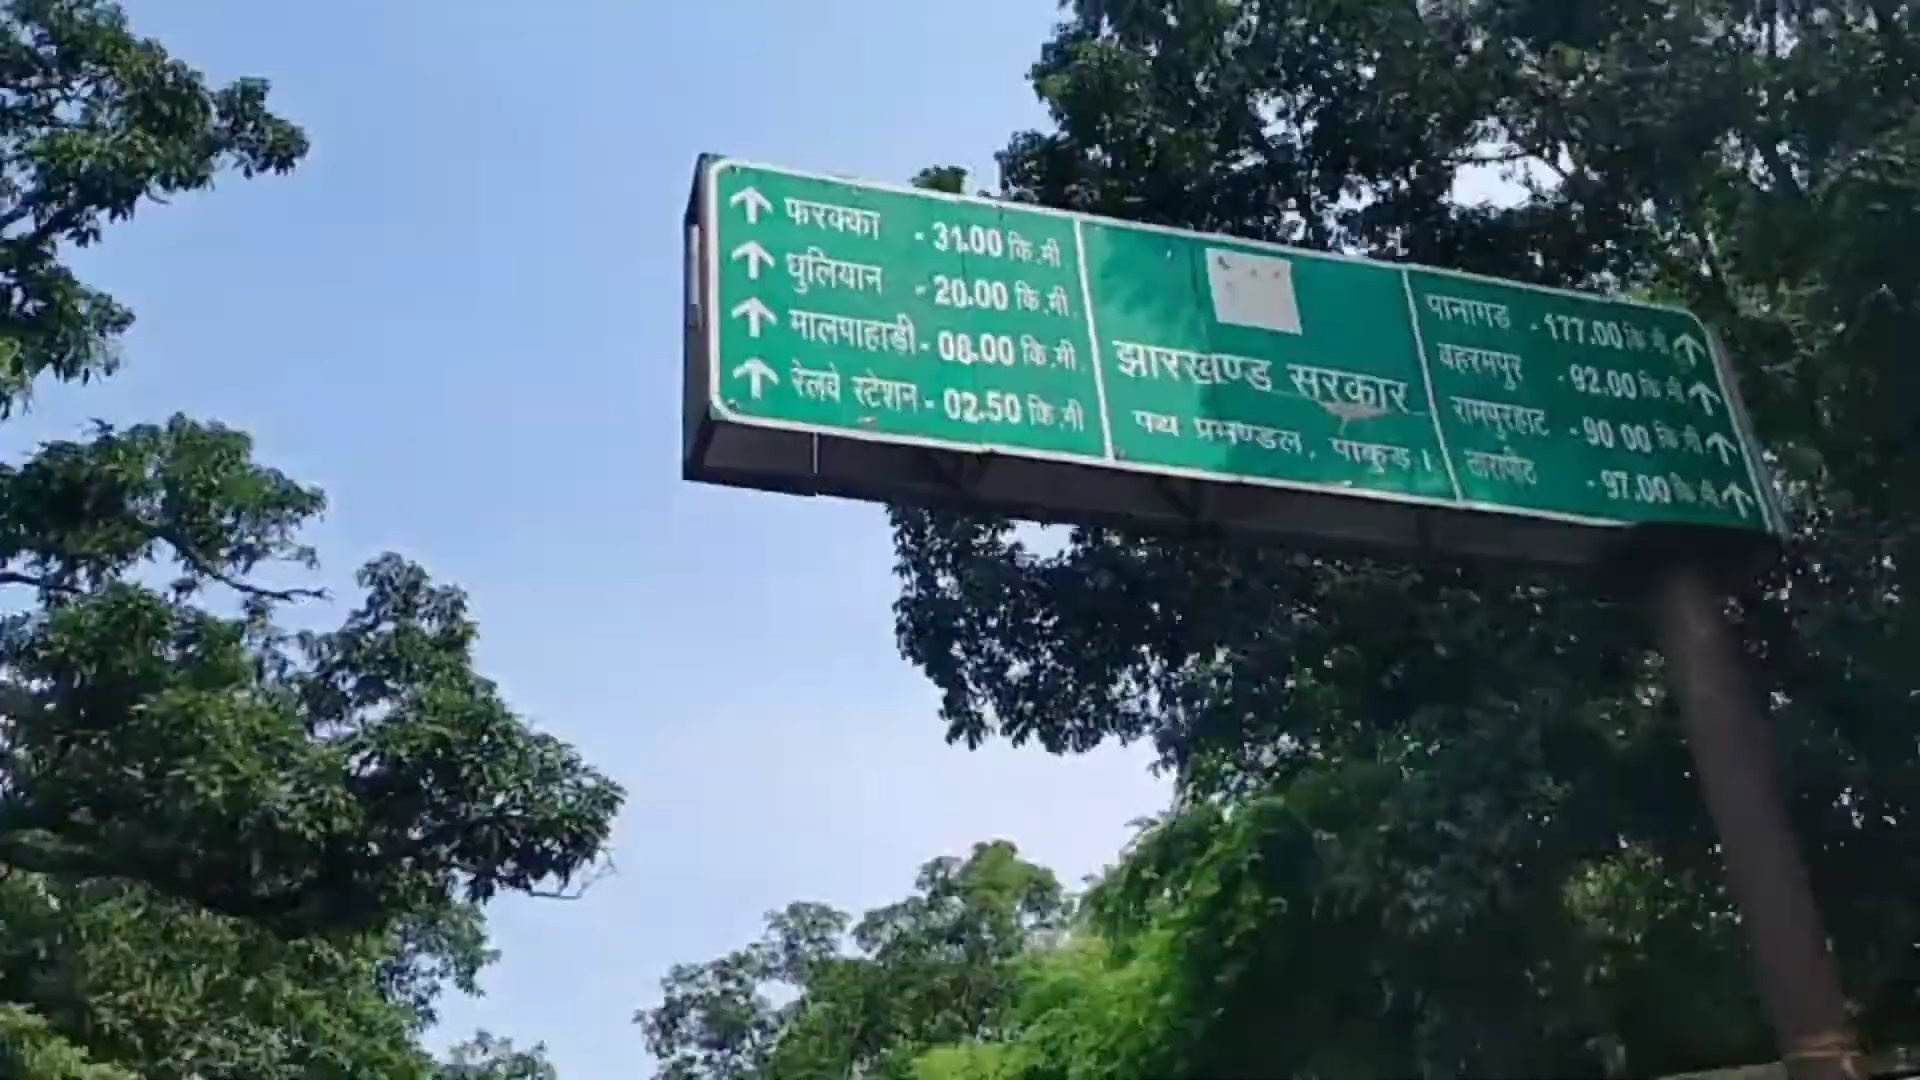 फरक्का - 31.00 कि.मी
धुलियान - 20.00 कि.मी.
मालपाहाड़ी - 08.00 कि.मी.
रेलवे स्टेशन - 02.50 कि.मी
झारखण्ड सरकार
पथ प्रमण्डल, पाकुड़।
पानागड - 177.00 कि.मी
बहरमपुर - 92.00 कि.मी
रामपुरहाट - 90 00 कि.मी
तारापीठ - 97.00 कि.मी